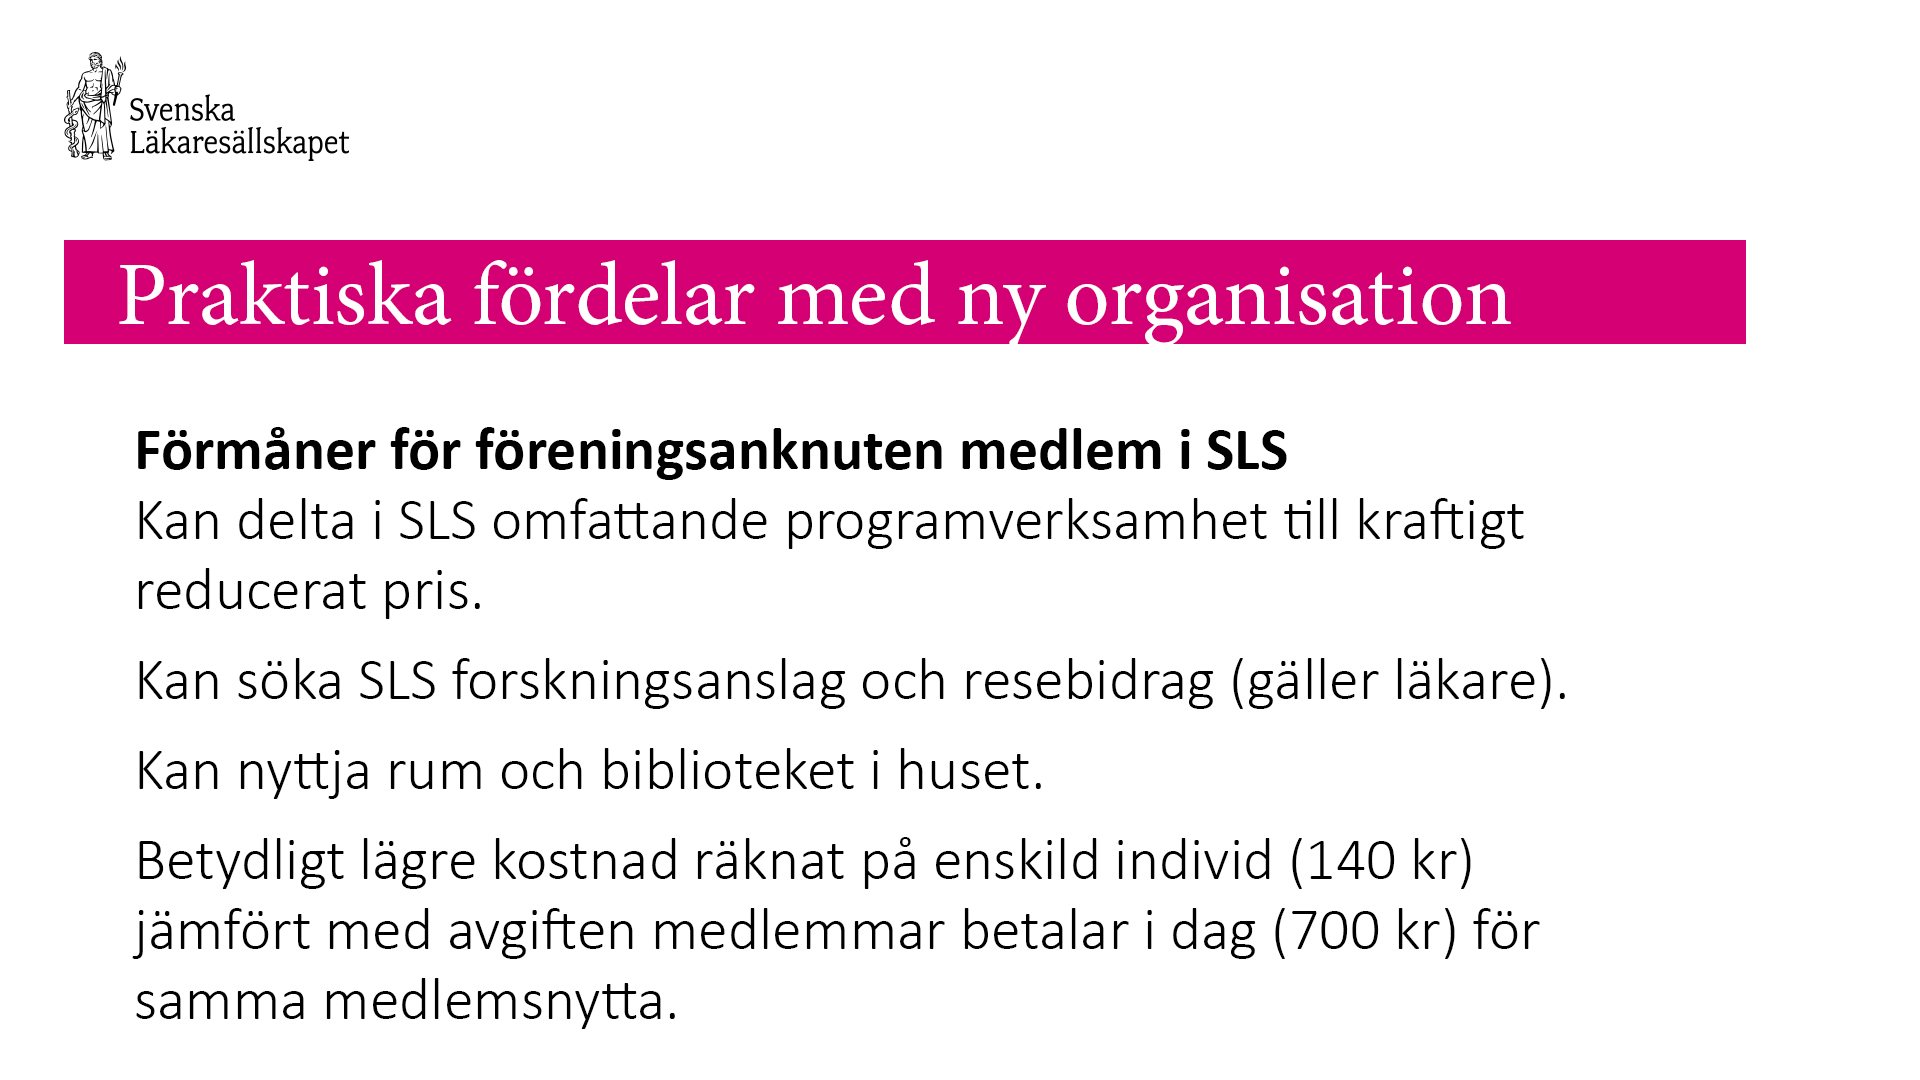 Svenska
Läkaresällskapet
Praktiska fördelar med ny organisation
Förmåner för föreningsanknuten medlem i SLS
Kan delta i SLS omfattande programverksamhet till kraftigt
reducerat pris.
Kan söka SLS forskningsanslag och resebidrag (gäller läkare).
Kan nyttja rum och biblioteket i huset.
Betydligt lägre kostnad räknat på enskild individ (140 kr)
jämfört med avgiften medlemmar betalar i dag (700 kr) för
samma medlemsnytta.